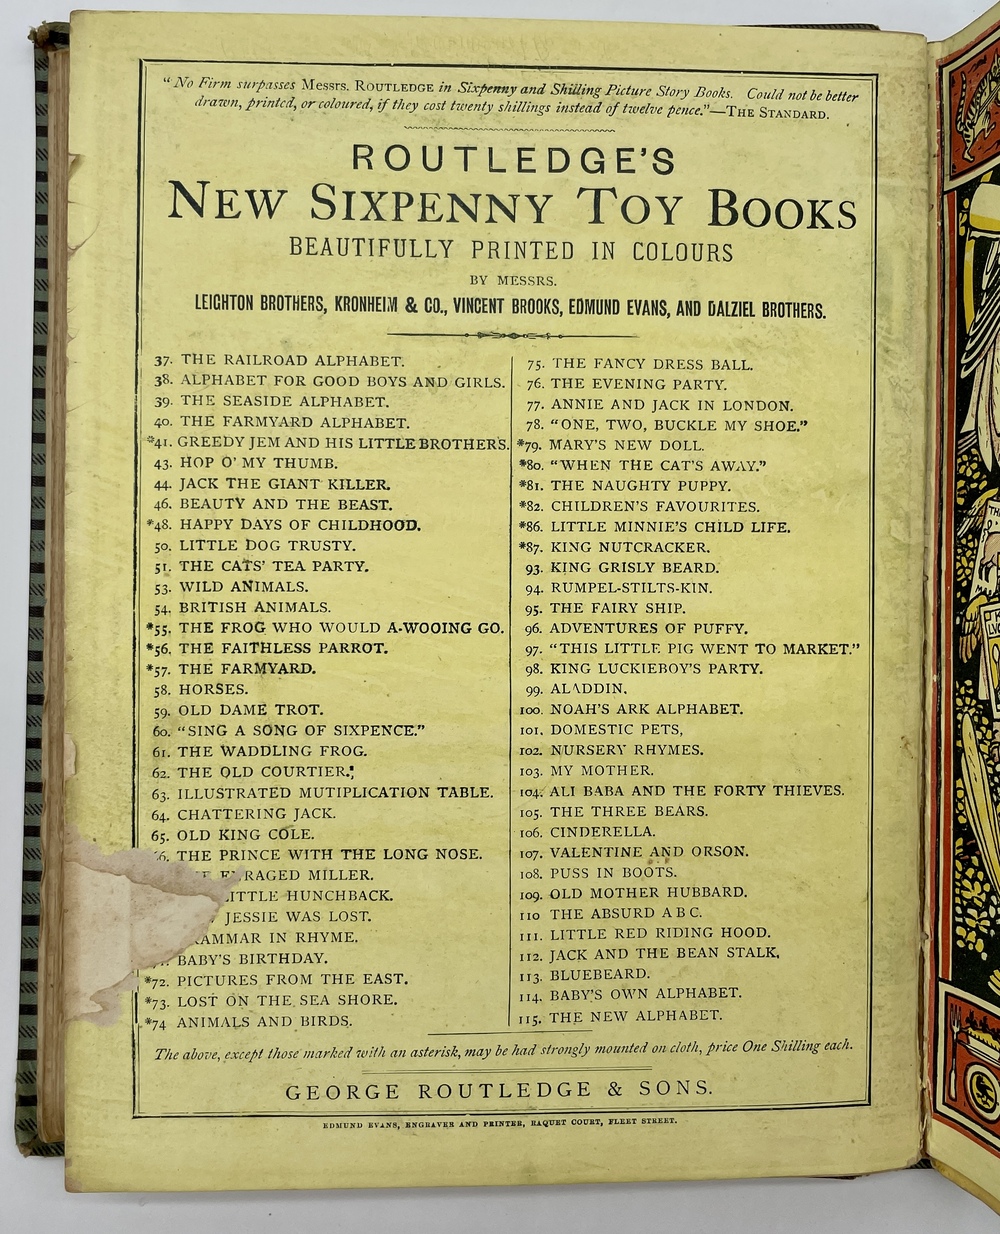 "No Firm surpasses Messrs. ROUTLEDGE in Sixpenny and Shilling Picture Story Books. Could not be better
drawn, printed, or coloured, if they cost twenty shillings instead of twelve pence."—THE STANDARD.
ROUTLEDGE'S
NEW SIXPENNY TOY BOOKS
BEAUTIFULLY PRINTED IN COLOURS
BY MESSRS.
LEIGHTON BROTHERS, KRONHEIM & CO., VINCENT BROOKS, EDMUND EVANS, AND DALZIEL BROTHERS.
37. THE RAILROAD ALPHABET.
38. ALPHABET FOR GOOD BOYS AND GIRLS.
39. THE SEASIDE ALPHABET.
40. THE FARMYARD ALPHABET.
*41. GREEDY JEM AND HIS LITTLE BROTHERS.
43. HOP O' MY THUMB.
44. JACK THE GIANT KILLER.
46. BEAUTY AND THE BEAST.
*48. HAPPY DAYS OF CHILDHOOD.
50. LITTLE DOG TRUSTY.
51. THE CATS' TEA PARTY.
53. WILD ANIMALS.
54. BRITISH ANIMALS.
*55. THE FROG WHO WOULD A-WOOING GO.
*56. THE FAITHLESS PARROT.
*57. THE FARMYARD.
58. HORSES.
59. OLD DAME TROT.
60. "SING A SONG OF SIXPENCE."
61. THE WADDLING FROG.
62. THE OLD COURTIER.
63. ILLUSTRATED MUTIPLICATION TABLE.
64. CHATTERING JACK.
65. OLD KING COLE.
6. THE PRINCE WITH THE LONG NOSE.
RAGED MILLER.
LITTLE HUNCHBACK.
JESSIE WAS LOST.
RAMMAR IN RHYME.
BABY'S BIRTHDAY.
*72. PICTURES FROM THE EAST.
*73. LOST ON THE SEA SHORE.
*74 ANIMALS AND BIRDS.
75. THE FANCY DRESS BALL.
76. THE EVENING PARTY.
77. ANNIE AND JACK IN LONDON.
78. "ONE, TWO, BUCKLE MY SHOE."
*79. MARY'S NEW DOLL.
*80. "WHEN THE CAT'S AWAY."
*81. THE NAUGHTY PUPPY.
*82. CHILDREN'S FAVOURITES.
*86. LITTLE MINNIE'S CHILD LIFE.
*87. KING NUTCRACKER.
93. KING GRISLY BEARD.
94. RUMPEL-STILTS-KIN.
95. THE FAIRY SHIP.
96. ADVENTURES OF PUFFY.
97. "THIS LITTLE PIG WENT TO MARKET."
98. KING LUCKIEBOY'S PARTY.
99. ALADDIN.
100. NOAH'S ARK ALPHABET.
101. DOMESTIC PETS,
102. NURSERY RHYMES.
103. MY MOTHER.
104. ALI BABA AND THE FORTY THIEVES.
105. THE THREE BEARS.
106. CINDERELLA.
107. VALENTINE AND ORSON.
108. PUSS IN BOOTS.
109. OLD MOTHER HUBBARD.
110 THE ABSURD A B C.
111. LITTLE RED RIDING HOOD.
112. JACK AND THE BEAN STALK.
113. BLUEBEARD.
114. BABY'S OWN ALPHABET.
115. THE NEW ALPHABET.
The above, except those marked with an asterisk, may be had strongly mounted on cloth, price One Shilling each.
GEORGE ROUTLEDGE & SONS.
EDMUND EVANS, ENGRAVER AND PRINTER, RAQUET COURT, FLEET STREET.